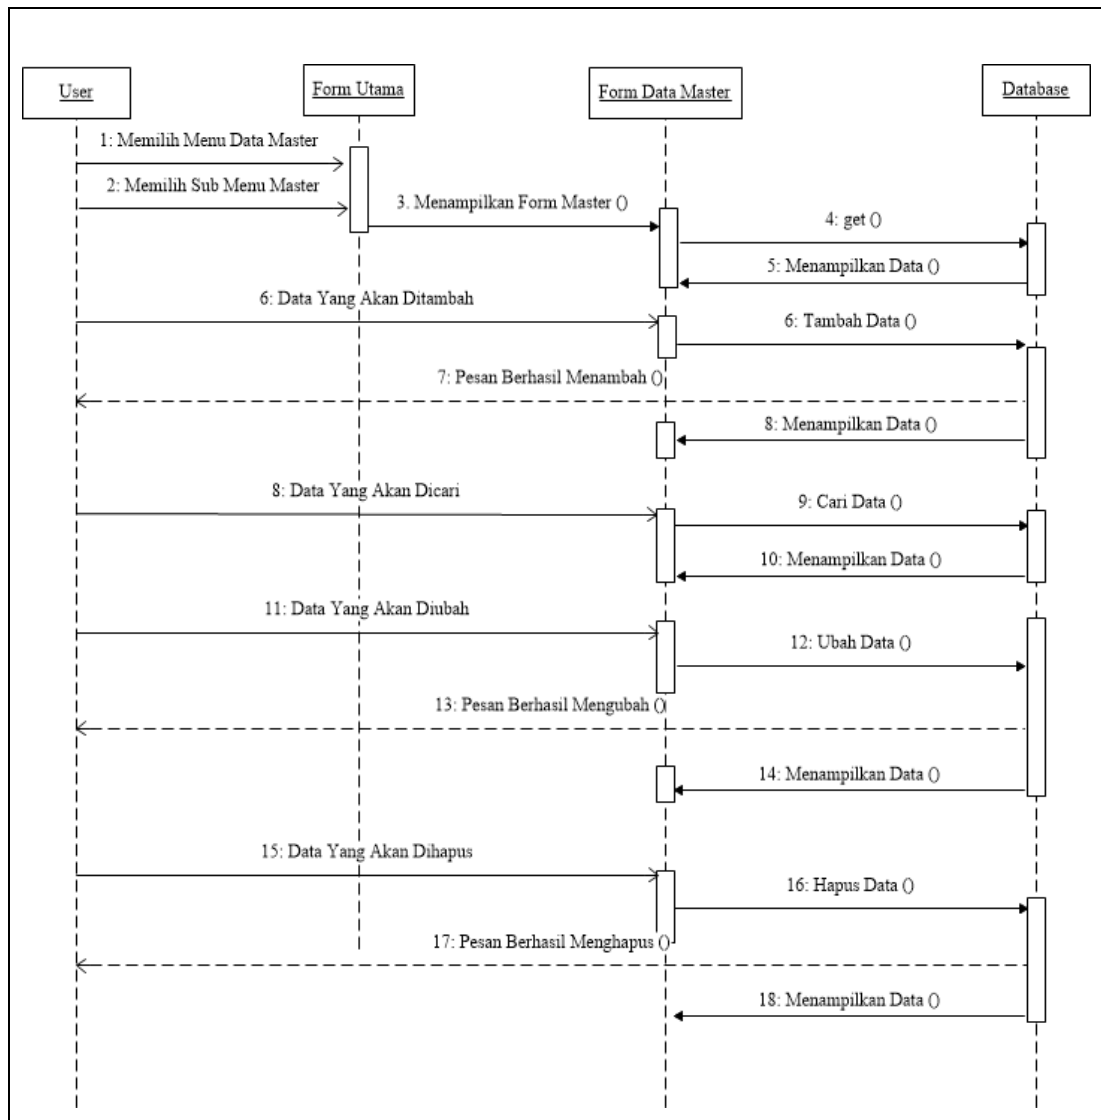 User
Form Utama
Form Data Master
Database
1: Memilih Menu Data Master
2: Memilih Sub Menu Master
3. Menampilkan Form Master ()
4: get ()
5: Menampilkan Data ()
6: Data Yang Akan Ditambah
6: Tambah Data ()
7: Pesan Berhasil Menambah ()
8: Menampilkan Data ()
8: Data Yang Akan Dicari
9: Cari Data ()
10: Menampilkan Data ()
11: Data Yang Akan Diubah
12: Ubah Data ()
13: Pesan Berhasil Mengubah ()
14: Menampilkan Data ()
15: Data Yang Akan Dihapus
16: Hapus Data ()
17: Pesan Berhasil Menghapus ()
18: Menampilkan Data ()